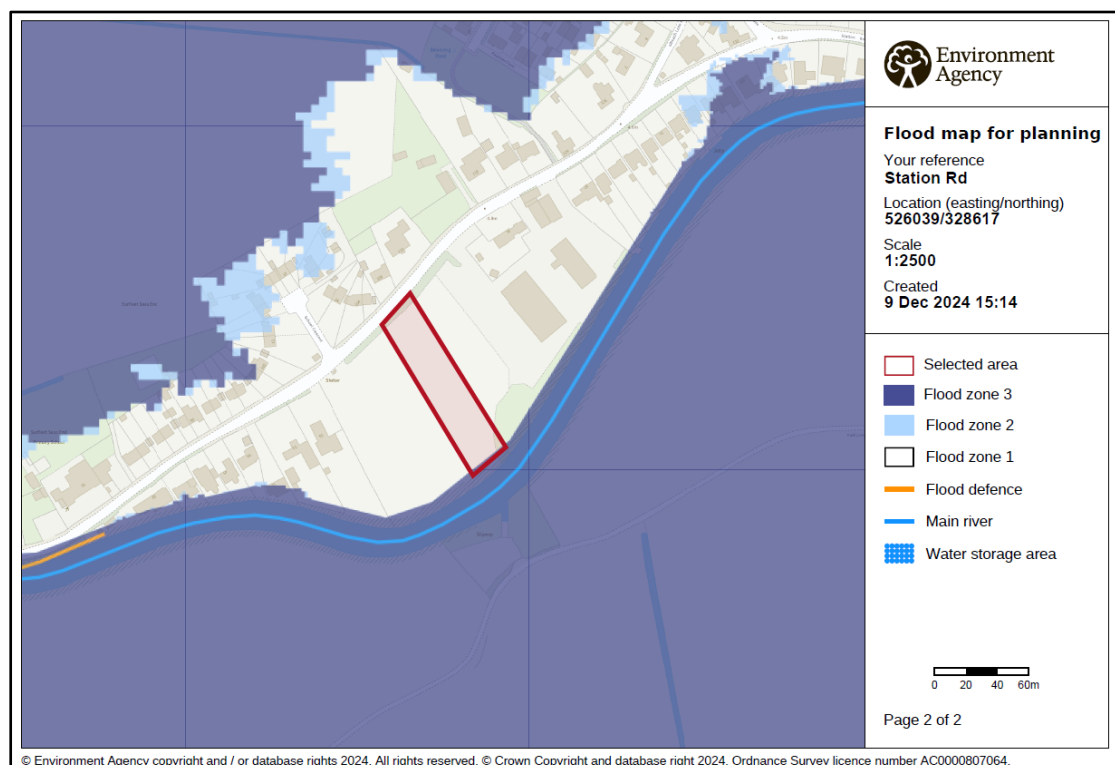 Environment
Agency
Flood map for planning
Your reference
Station Rd
Location (easting/northing)
526039/328617
Scale
1:2500
Created
9 Dec 2024 15:14
Selected area
Flood zone 3
Flood zone 2
Flood zone 1
Flood defence
Main river
Water storage area
0 20 40 60m
Page 2 of 2
© Environment Agency copyright and / or database rights 2024. All rights reserved. © Crown Copyright and database right 2024. Ordnance Survey licence number AC0000807064.